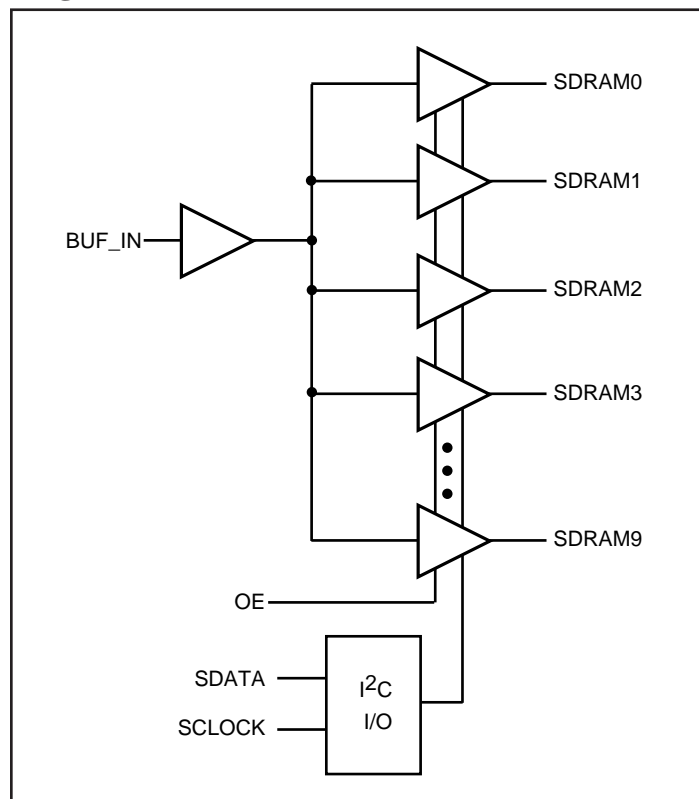 SDRAM0
SDRAM1
BUF_IN
SDRAM2
SDRAM3
SDRAM9
OE
SDATA
SCLOCK
I²C
I/O